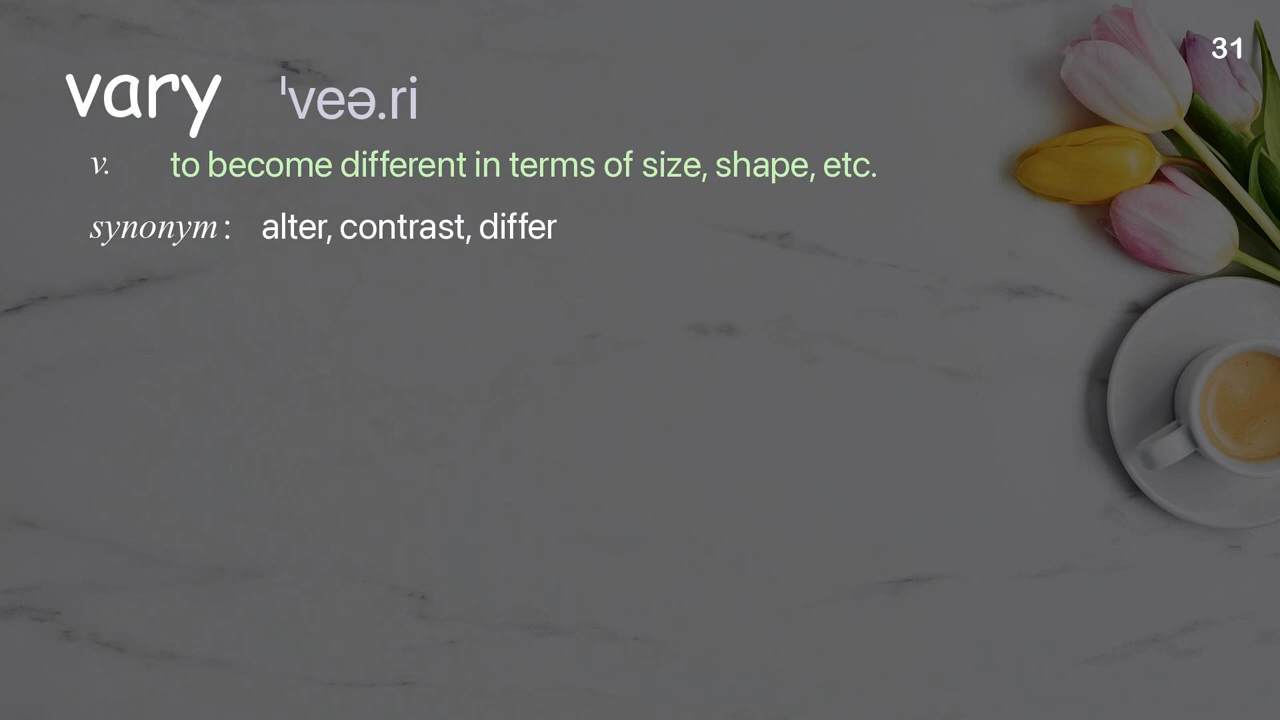 31
vary ˈveə.ri
v. to become different in terms of size, shape, etc.
synonym: alter, contrast, differ